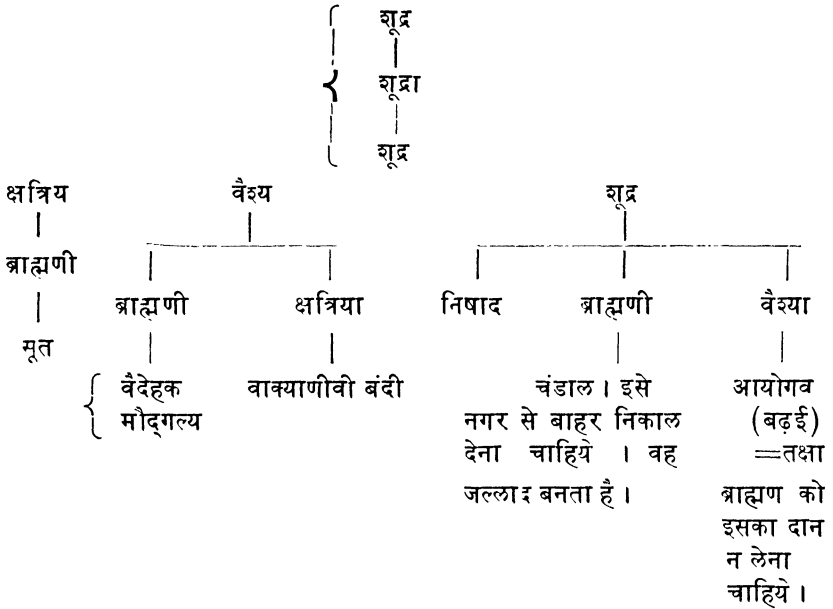 शूद्र
शूद्रा
शूद्र
क्षत्रिय वैश्य शूद्र
ब्राह्मणी
ब्राह्मणी क्षत्रिया निषाद ब्राह्मणी वैश्या
सूत
वैदेहक वाक्याणीवी बंदी चंडाल । इसे आयोगव
मौद्गल्य नगर से बाहर निकाल (बढ़ई)
देना चाहिये । वह =तक्षा
जल्लाद बनता है । ब्राह्मण को
इसका दान
न लेना
चाहिये ।